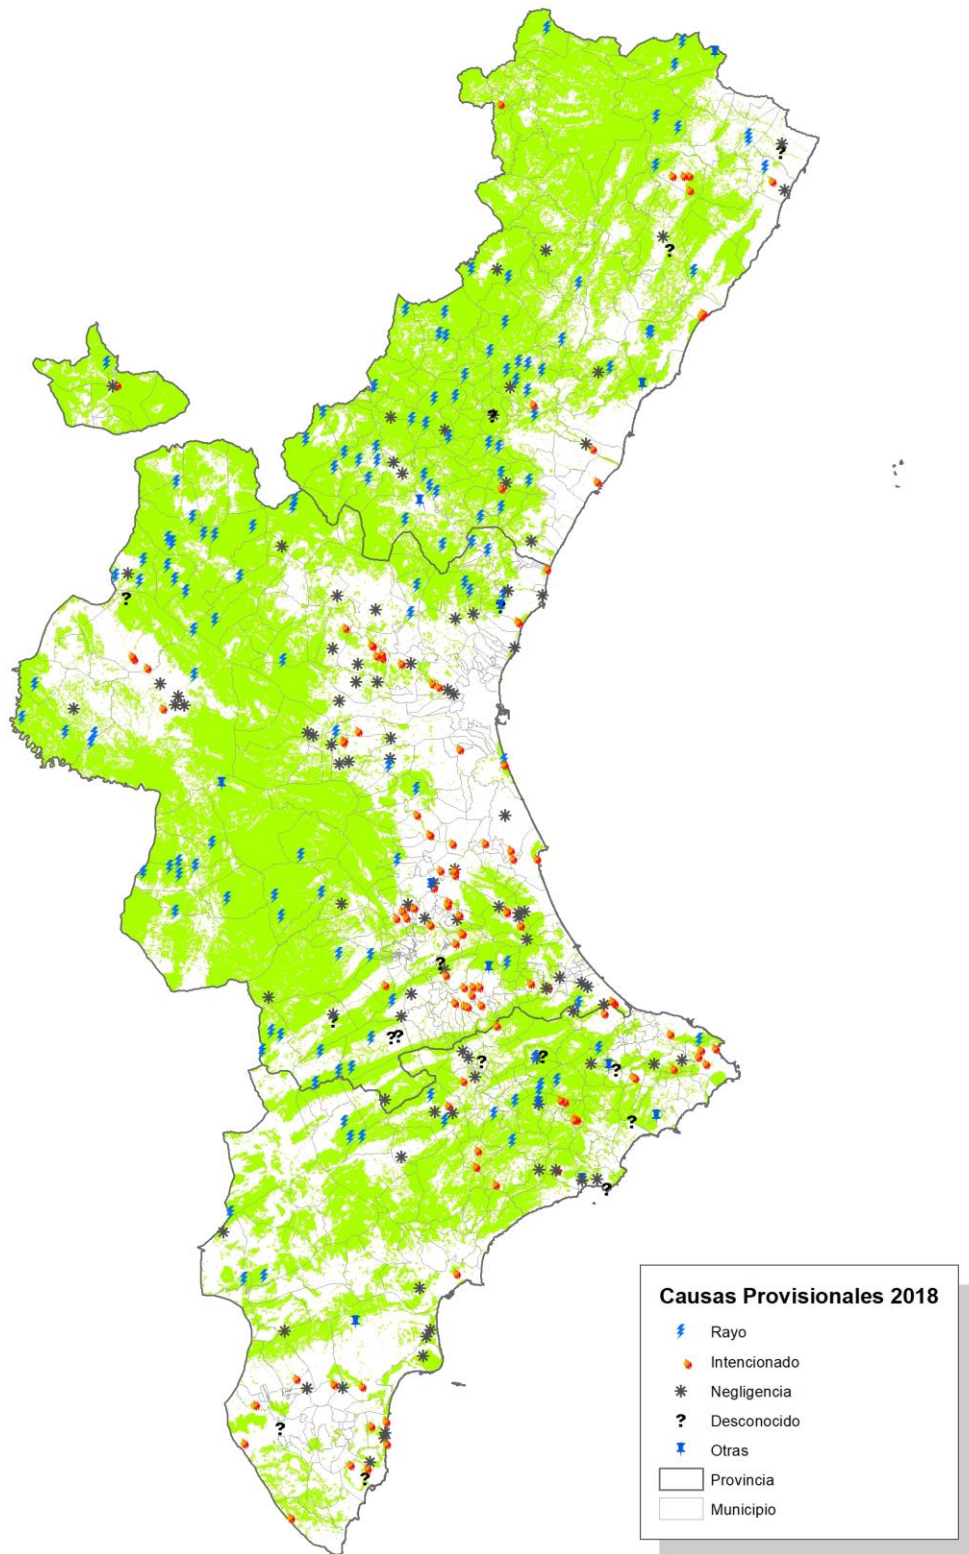 Causas Provisionales 2018
Rayo
Intencionado
Negligencia
? Desconocido
Otras
Provincia
Municipio